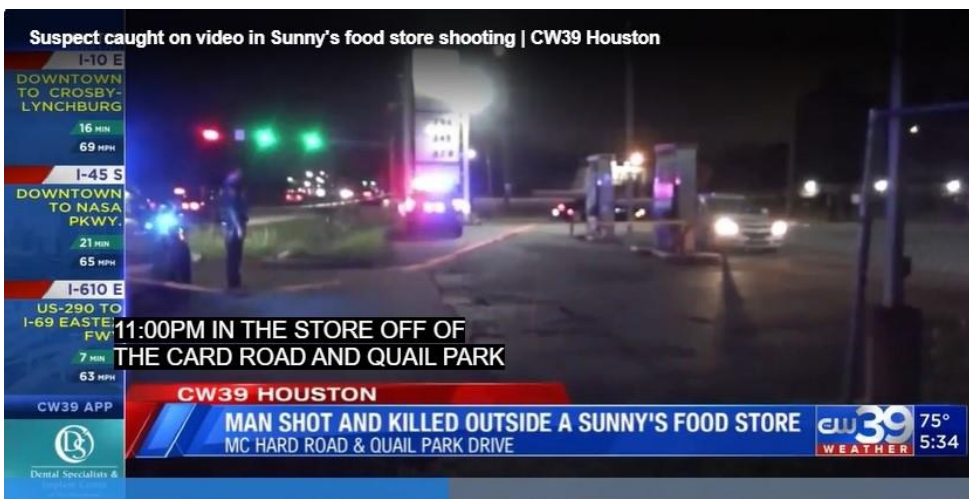 Suspect caught on video in Sunny's food store shooting | CW39 Houston
I-10 E
DOWNTOWN
TO CROSBY-
LYNCHBURG
16 MIN
69 MPH
I-45 S
DOWNTOWN
TO NASA
PKWY.
21 MIN
65 MPH
I-610 E
US-290 TO
I-69 EASTEX
FW
7 MIN
63 MPH
CW39 APP
Dental Specialists &
11:00PM IN THE STORE OFF OF
THE CARD ROAD AND QUAIL PARK
CW39 HOUSTON
MAN SHOT AND KILLED OUTSIDE A SUNNY'S FOOD STORE
MC HARD ROAD & QUAIL PARK DRIVE
CW39
WEATHER
75°
5:34